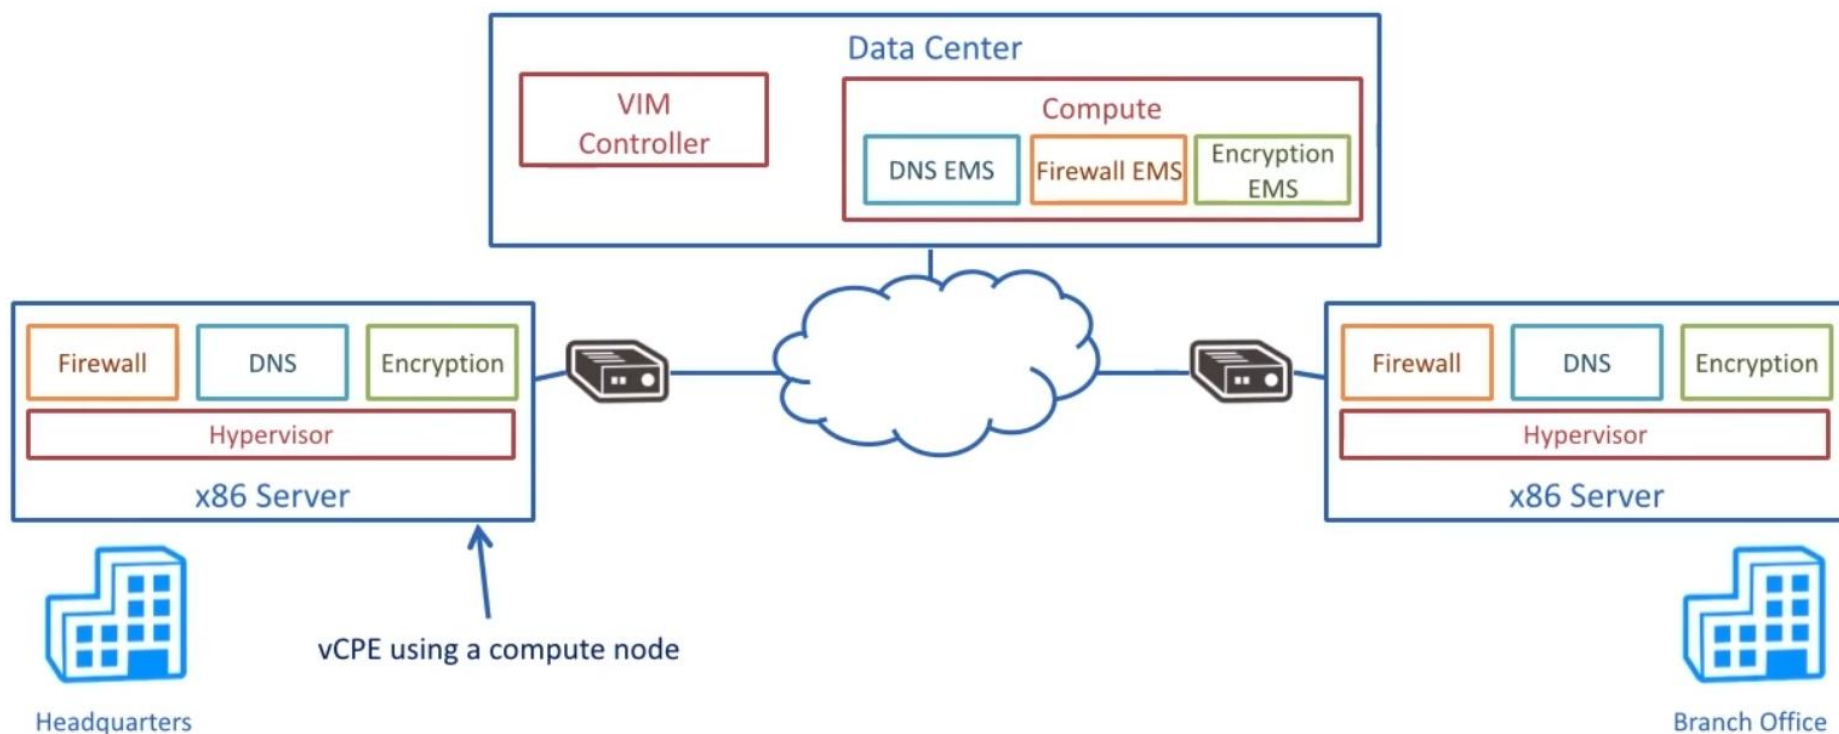 Data Center
VIM
Controller
Compute
DNS EMS
Firewall EMS
Encryption
EMS
Firewall
DNS
Encryption
Hypervisor
x86 Server
Firewall
DNS
Encryption
Hypervisor
x86 Server
vCPE using a compute node
Headquarters
Branch Office